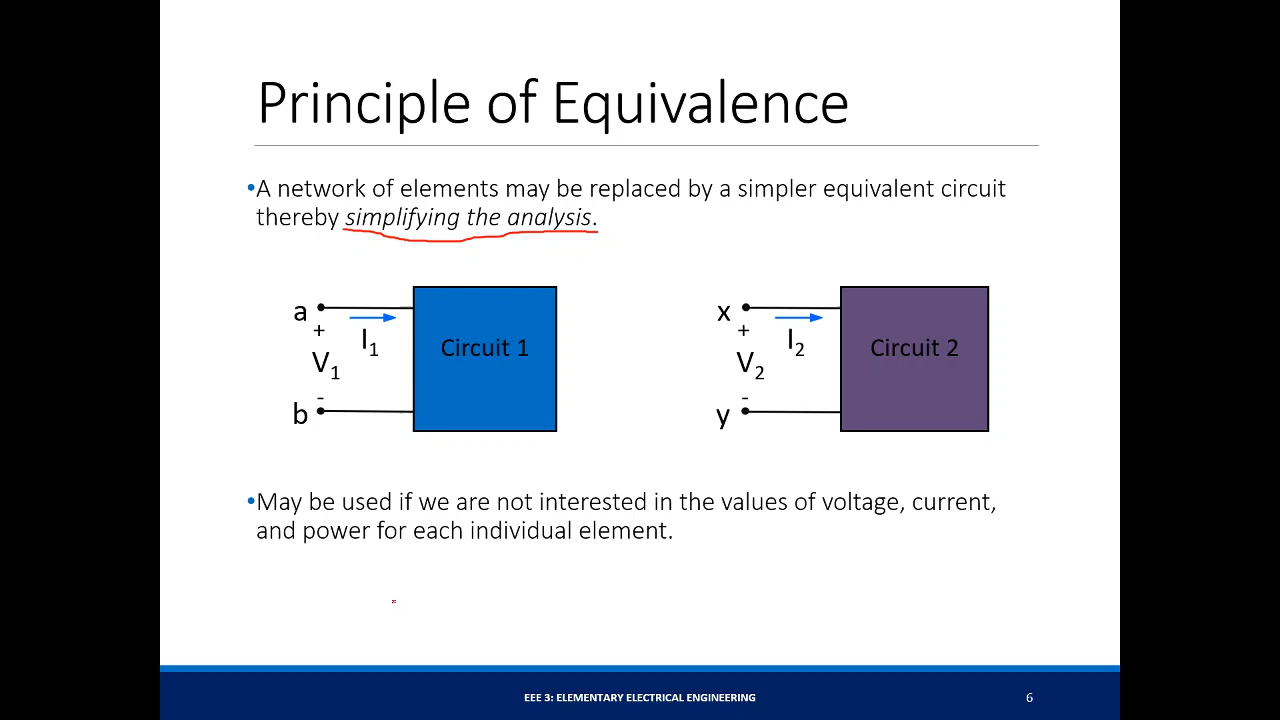 Principle of Equivalence
•A network of elements may be replaced by a simpler equivalent circuit
thereby simplifying the analysis.
a
+
I₁
V₁
-
b
Circuit 1
x
+
I₂
V₂
-
y
Circuit 2
•May be used if we are not interested in the values of voltage, current,
and power for each individual element.
EEE 3: ELEMENTARY ELECTRICAL ENGINEERING
6